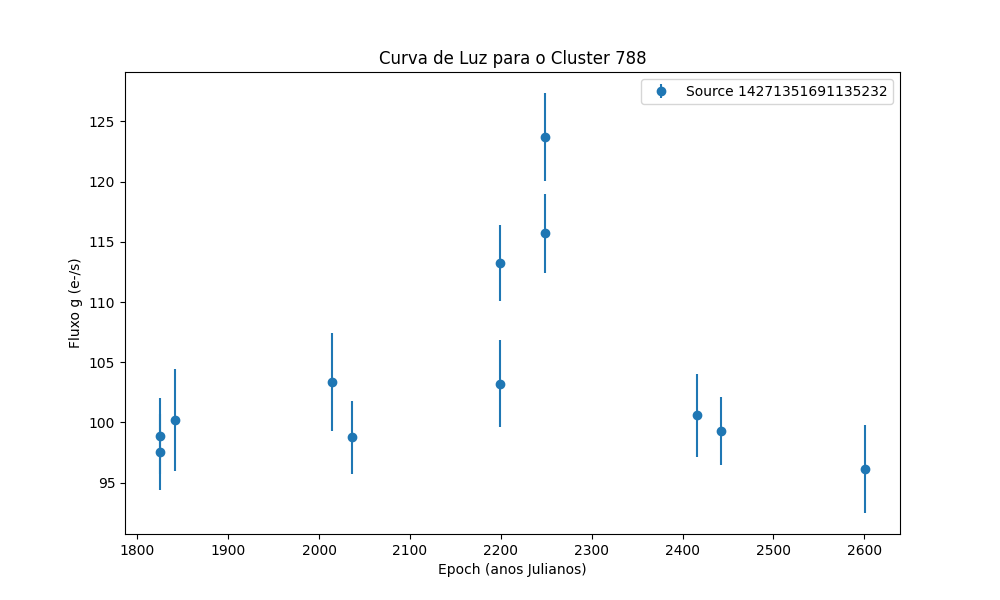 Curva de Luz para o Cluster 788
Source 14271351691135232
Fluxo g (e-/s)
125
120
115
110
105
100
95
1800 1900 2000 2100 2200 2300 2400 2500 2600
Epoch (anos Julianos)